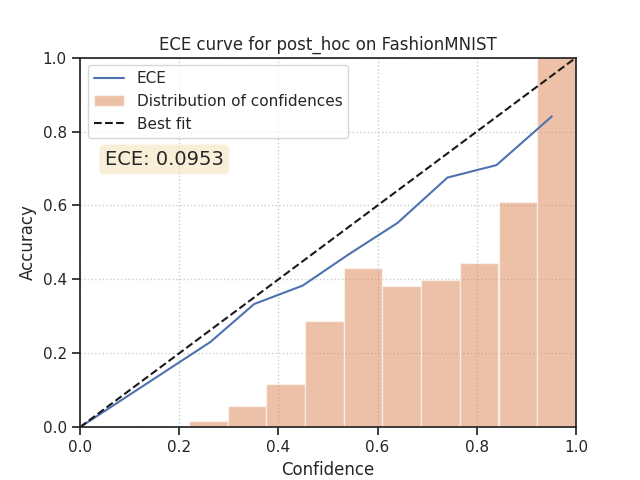 ECE curve for post_hoc on FashionMNIST
1.0
0.8
0.6
0.4
0.2
0.0
Accuracy
ECE
Distribution of confidences
Best fit
ECE: 0.0953
0.0 0.2 0.4 0.6 0.8 1.0
Confidence